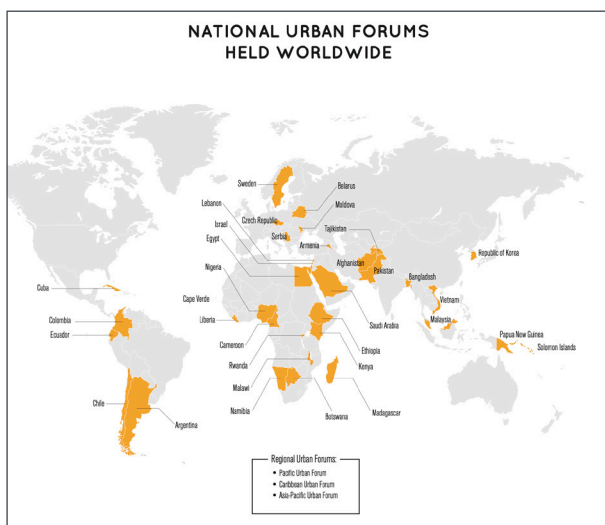 NATIONAL URBAN FORUMS
HELD WORLDWIDE
Sweden
Belarus
Moldova
Lebanon
Czech Republic
Israel
Serbia
Tajikistan
Egypt
Armenia
Republic of Korea
Afghanistan
Nigeria
Pakistan
Bangladesh
Cuba
Cape Verde
Vietnam
Colombia
Liberia
Malaysia
Saudi Arabia
Ecuador
Papua New Guinea
Cameroon
Ethiopia
Solomon Islands
Rwanda
Kenya
Malawi
Chile
Namibia
Madagascar
Botswana
Argentina
Regional Urban Forums:
• Pacific Urban Forum
• Caribbean Urban Forum
• Asia-Pacific Urban Forum